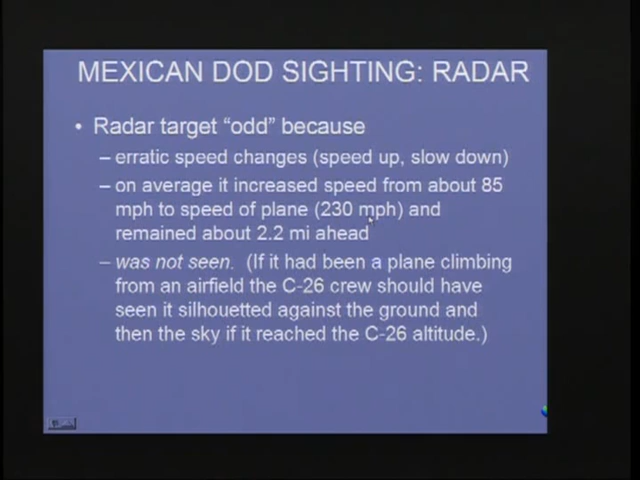 MEXICAN DOD SIGHTING: RADAR
• Radar target “odd” because
– erratic speed changes (speed up, slow down)
– on average it increased speed from about 85
mph to speed of plane (230 mph) and
remained about 2.2 mi ahead
– was not seen. (If it had been a plane climbing
from an airfield the C-26 crew should have
seen it silhouetted against the ground and
then the sky if it reached the C-26 altitude.)